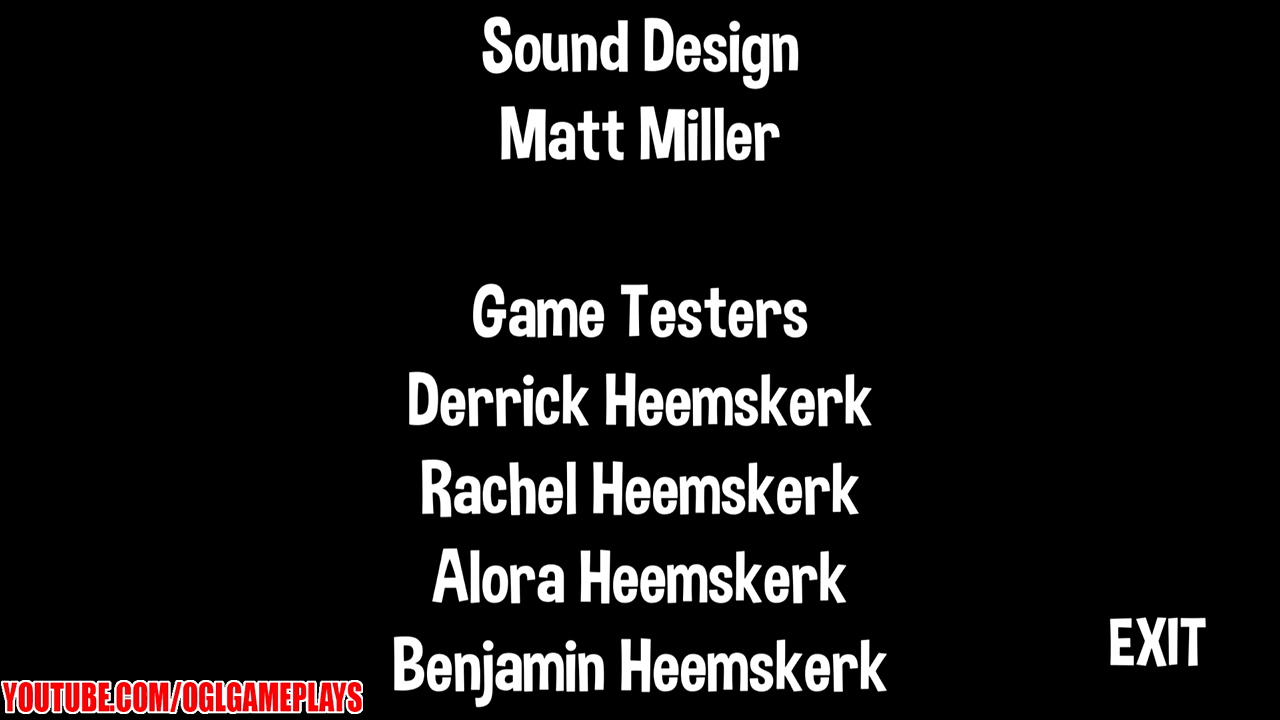 Sound Design
Matt Miller
Game Testers
Derrick Heemskerk
Rachel Heemskerk
Alora Heemskerk
Benjamin Heemskerk
EXIT
YOUTUBE.COM/OGLGAMEPLAYS